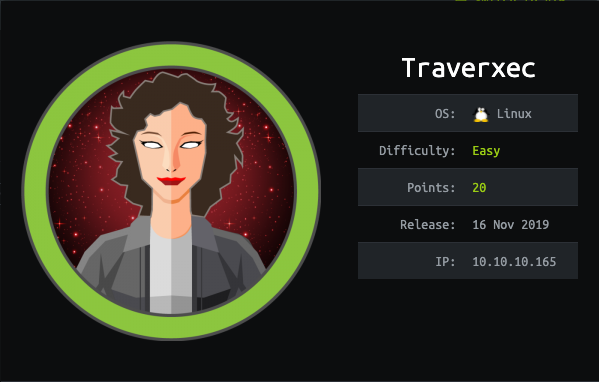 Traverxec
OS: Linux
Difficulty: Easy
Points: 20
Release: 16 Nov 2019
IP: 10.10.10.165